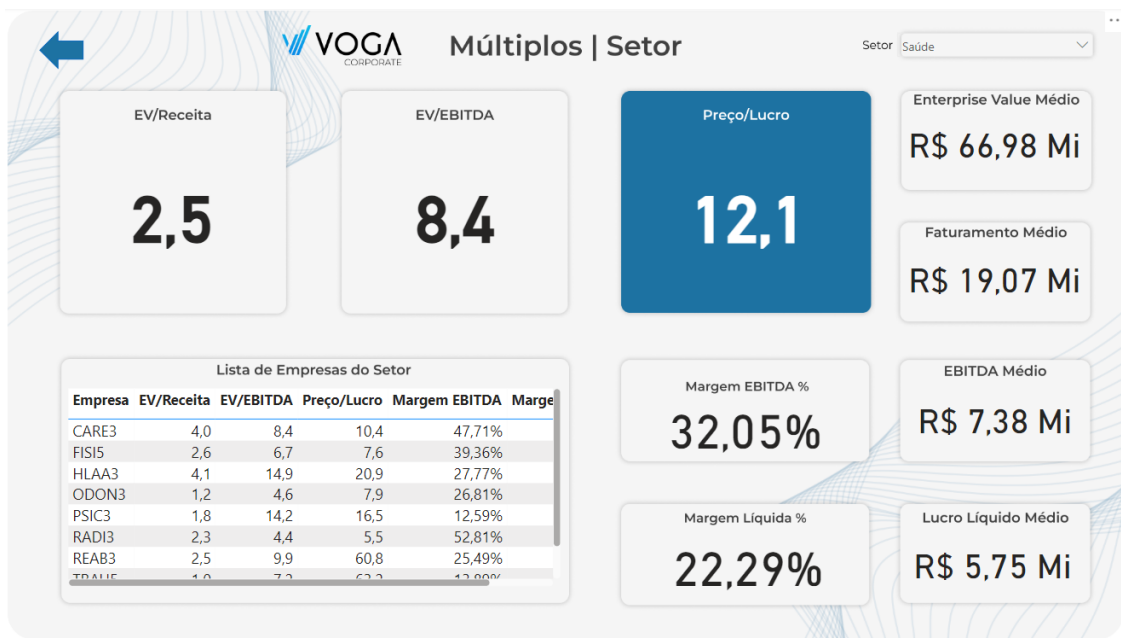 VOGA
CORPORATE
Múltiplos | Setor
Setor Saúde
EV/Receita
2,5
EV/EBITDA
8,4
Preço/Lucro
12,1
Enterprise Value Médio
R$ 66,98 Mi
Faturamento Médio
R$ 19,07 Mi
Lista de Empresas do Setor
Empresa EV/Receita EV/EBITDA Preço/Lucro Margem EBITDA Marge
CARE3 4,0 8,4 10,4 47,71%
FISI5 2,6 6,7 7,6 39,36%
HLAA3 4,1 14,9 20,9 27,77%
ODON3 1,2 4,6 7,9 26,81%
PSIC3 1,8 14,2 16,5 12,59%
RADI3 2,3 4,4 5,5 52,81%
REAB3 2,5 9,9 60,8 25,49%
Margem EBITDA %
32,05%
EBITDA Médio
R$ 7,38 Mi
Margem Líquida %
22,29%
Lucro Líquido Médio
R$ 5,75 Mi